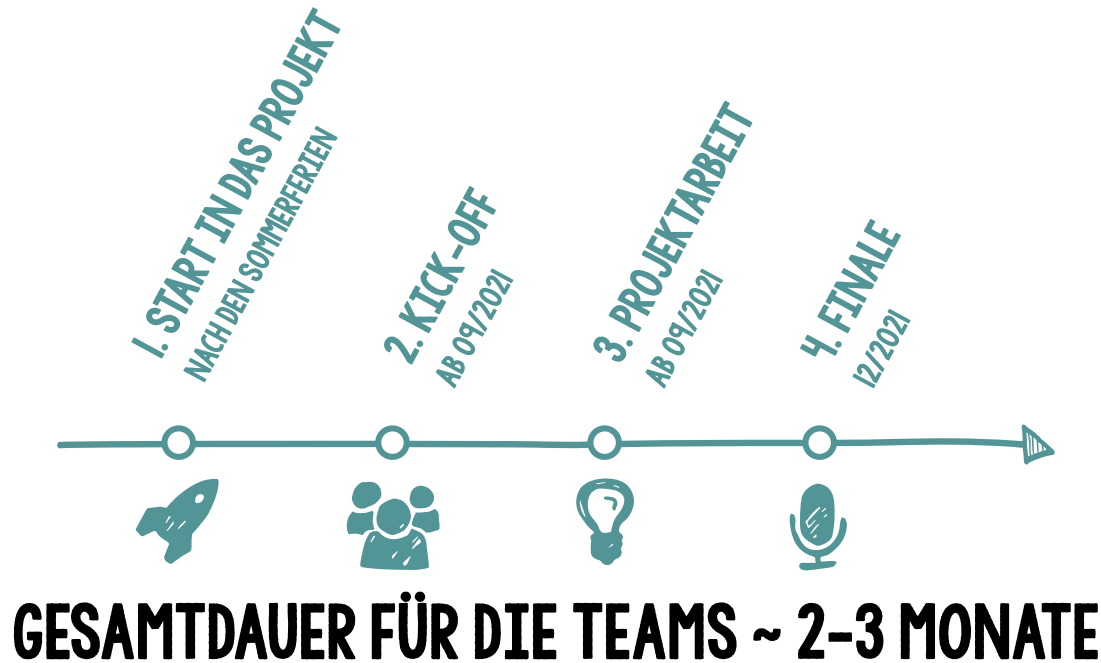 1. START IN DAS PROJEKT
NACH DEN SOMMERFERIEN
2. KICK-OFF
AB 09/2021
3. PROJEKTARBEIT
AB 09/2021
4. FINALE
12/2021
GESAMTDAUER FÜR DIE TEAMS ~ 2-3 MONATE